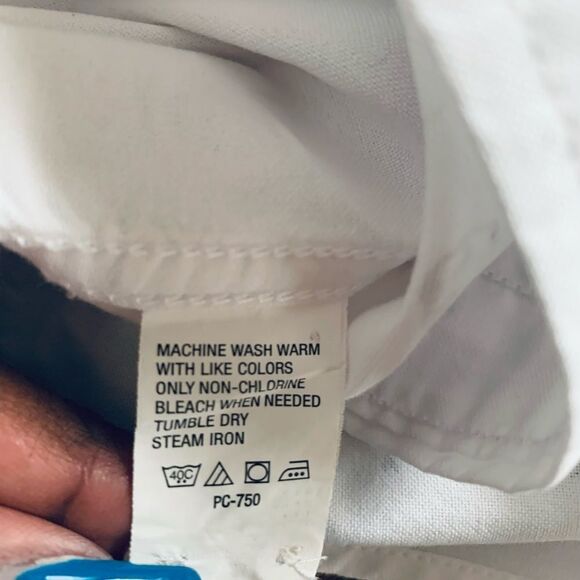 MACHINE WASH WARM
WITH LIKE COLORS
ONLY NON-CHLORINE
BLEACH WHEN NEEDED
TUMBLE DRY
STEAM IRON
40C
PC-750